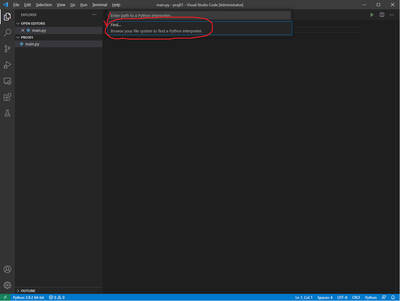 File Edit Selection View Go Run Terminal Help
main.py - proj01 - Visual Studio Code [Administrator]
EXPLORER
Enter path to a Python interpreter.
OPEN EDITORS
Find...
main.py
Browse your file system to find a Python interpreter.
PROJ01
main.py
OUTLINE
Python 3.8.2 64-bit
0
0
Ln 1, Col 1
Spaces: 4
UTF-8
CRLF
Python